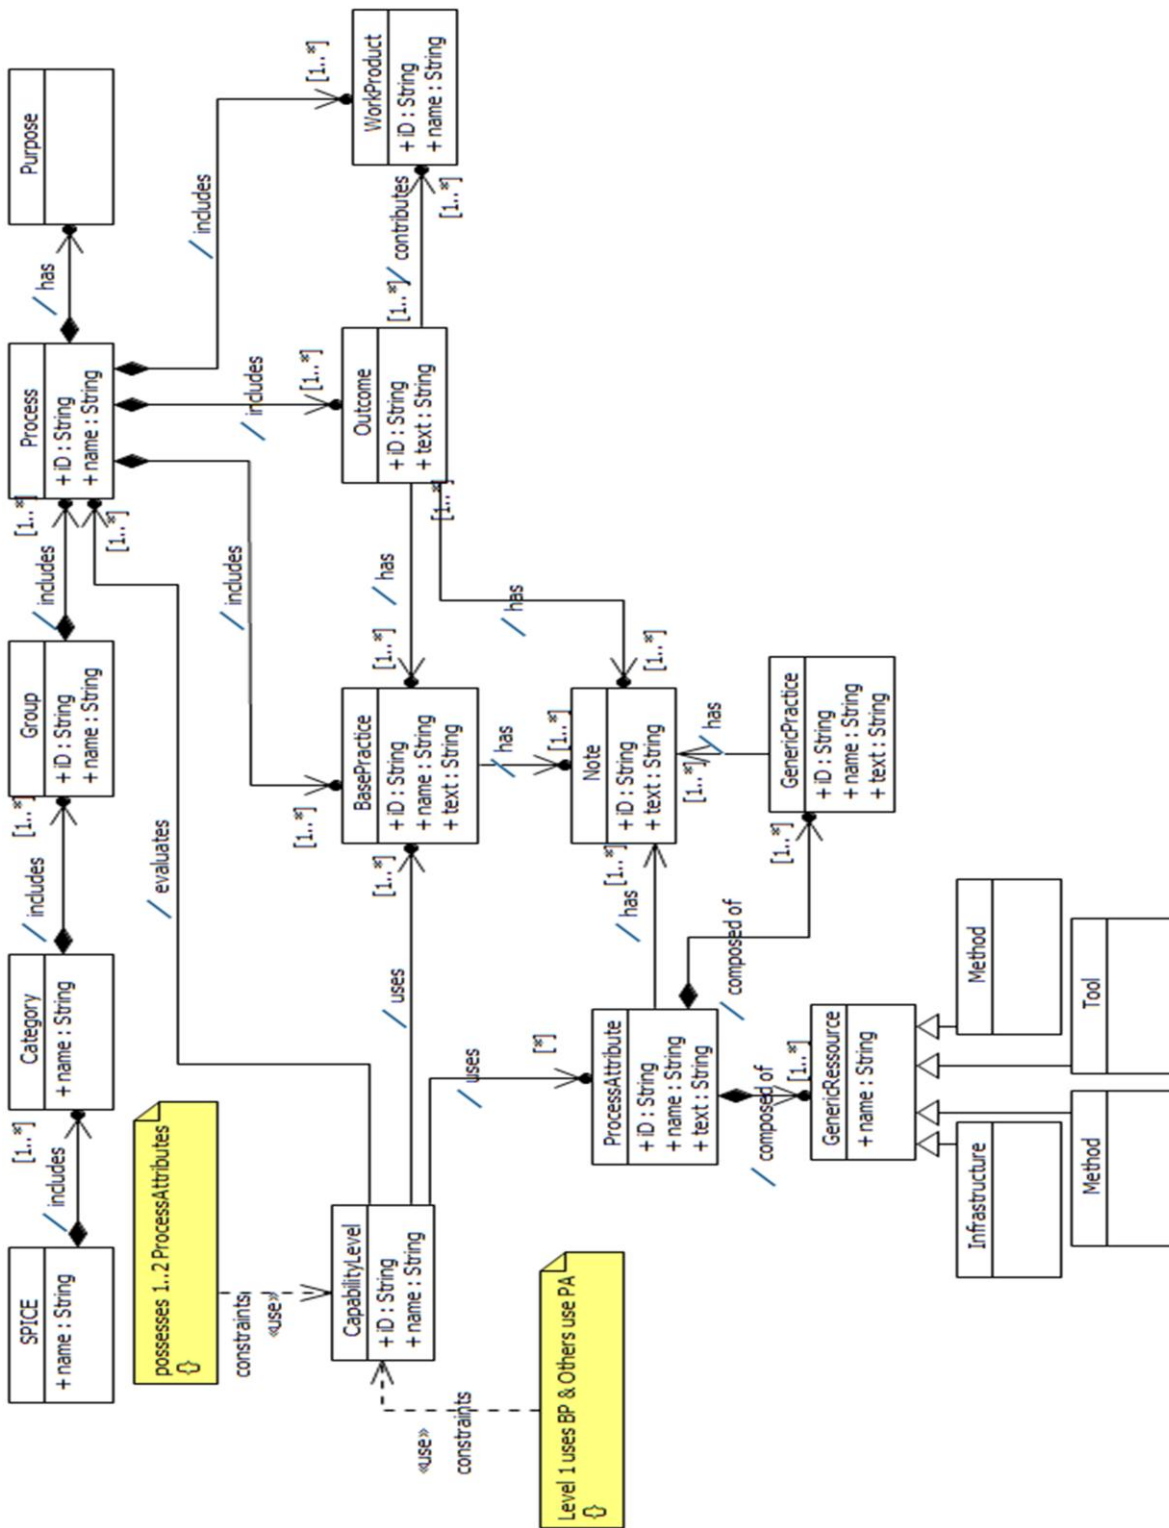 SPICE
+ name : String
/ includes
[1..*]
Category
+ name : String
/ includes
[1..*]
Group
+ iD : String
+ name : String
/ includes
[1..*]
Process
+ iD : String
+ name : String
/ has
Purpose
[1..*]
/ evaluates
possesses 1..2 ProcessAttributes
{}
constraints
«use»
CapabilityLevel
+ iD : String
+ name : String
«use»
constraints
Level 1 uses BP & Others use PA
{}
/ includes
[1..*]
/ includes
[1..*]
/ includes
[1..*]
/ uses
[1..*]
BasePractice
+ iD : String
+ name : String
+ text : String
/ has
[1..*]
Outcome
+ iD : String
+ text : String
[1..*]
/ contributes
[1..*]
WorkProduct
+ iD : String
+ name : String
[1..*]
/ has
[1..*]
/ has
[1..*]
/ uses
[*]
ProcessAttribute
+ iD : String
+ name : String
+ text : String
/ has
[1..*]
Note
+ iD : String
+ text : String
[1..*]
/ has
/ composed of
[1..*]
GenericPractice
+ iD : String
+ name : String
+ text : String
/ composed of
[1..*]
GenericRessource
+ name : String
Infrastructure
Method
Method
Tool